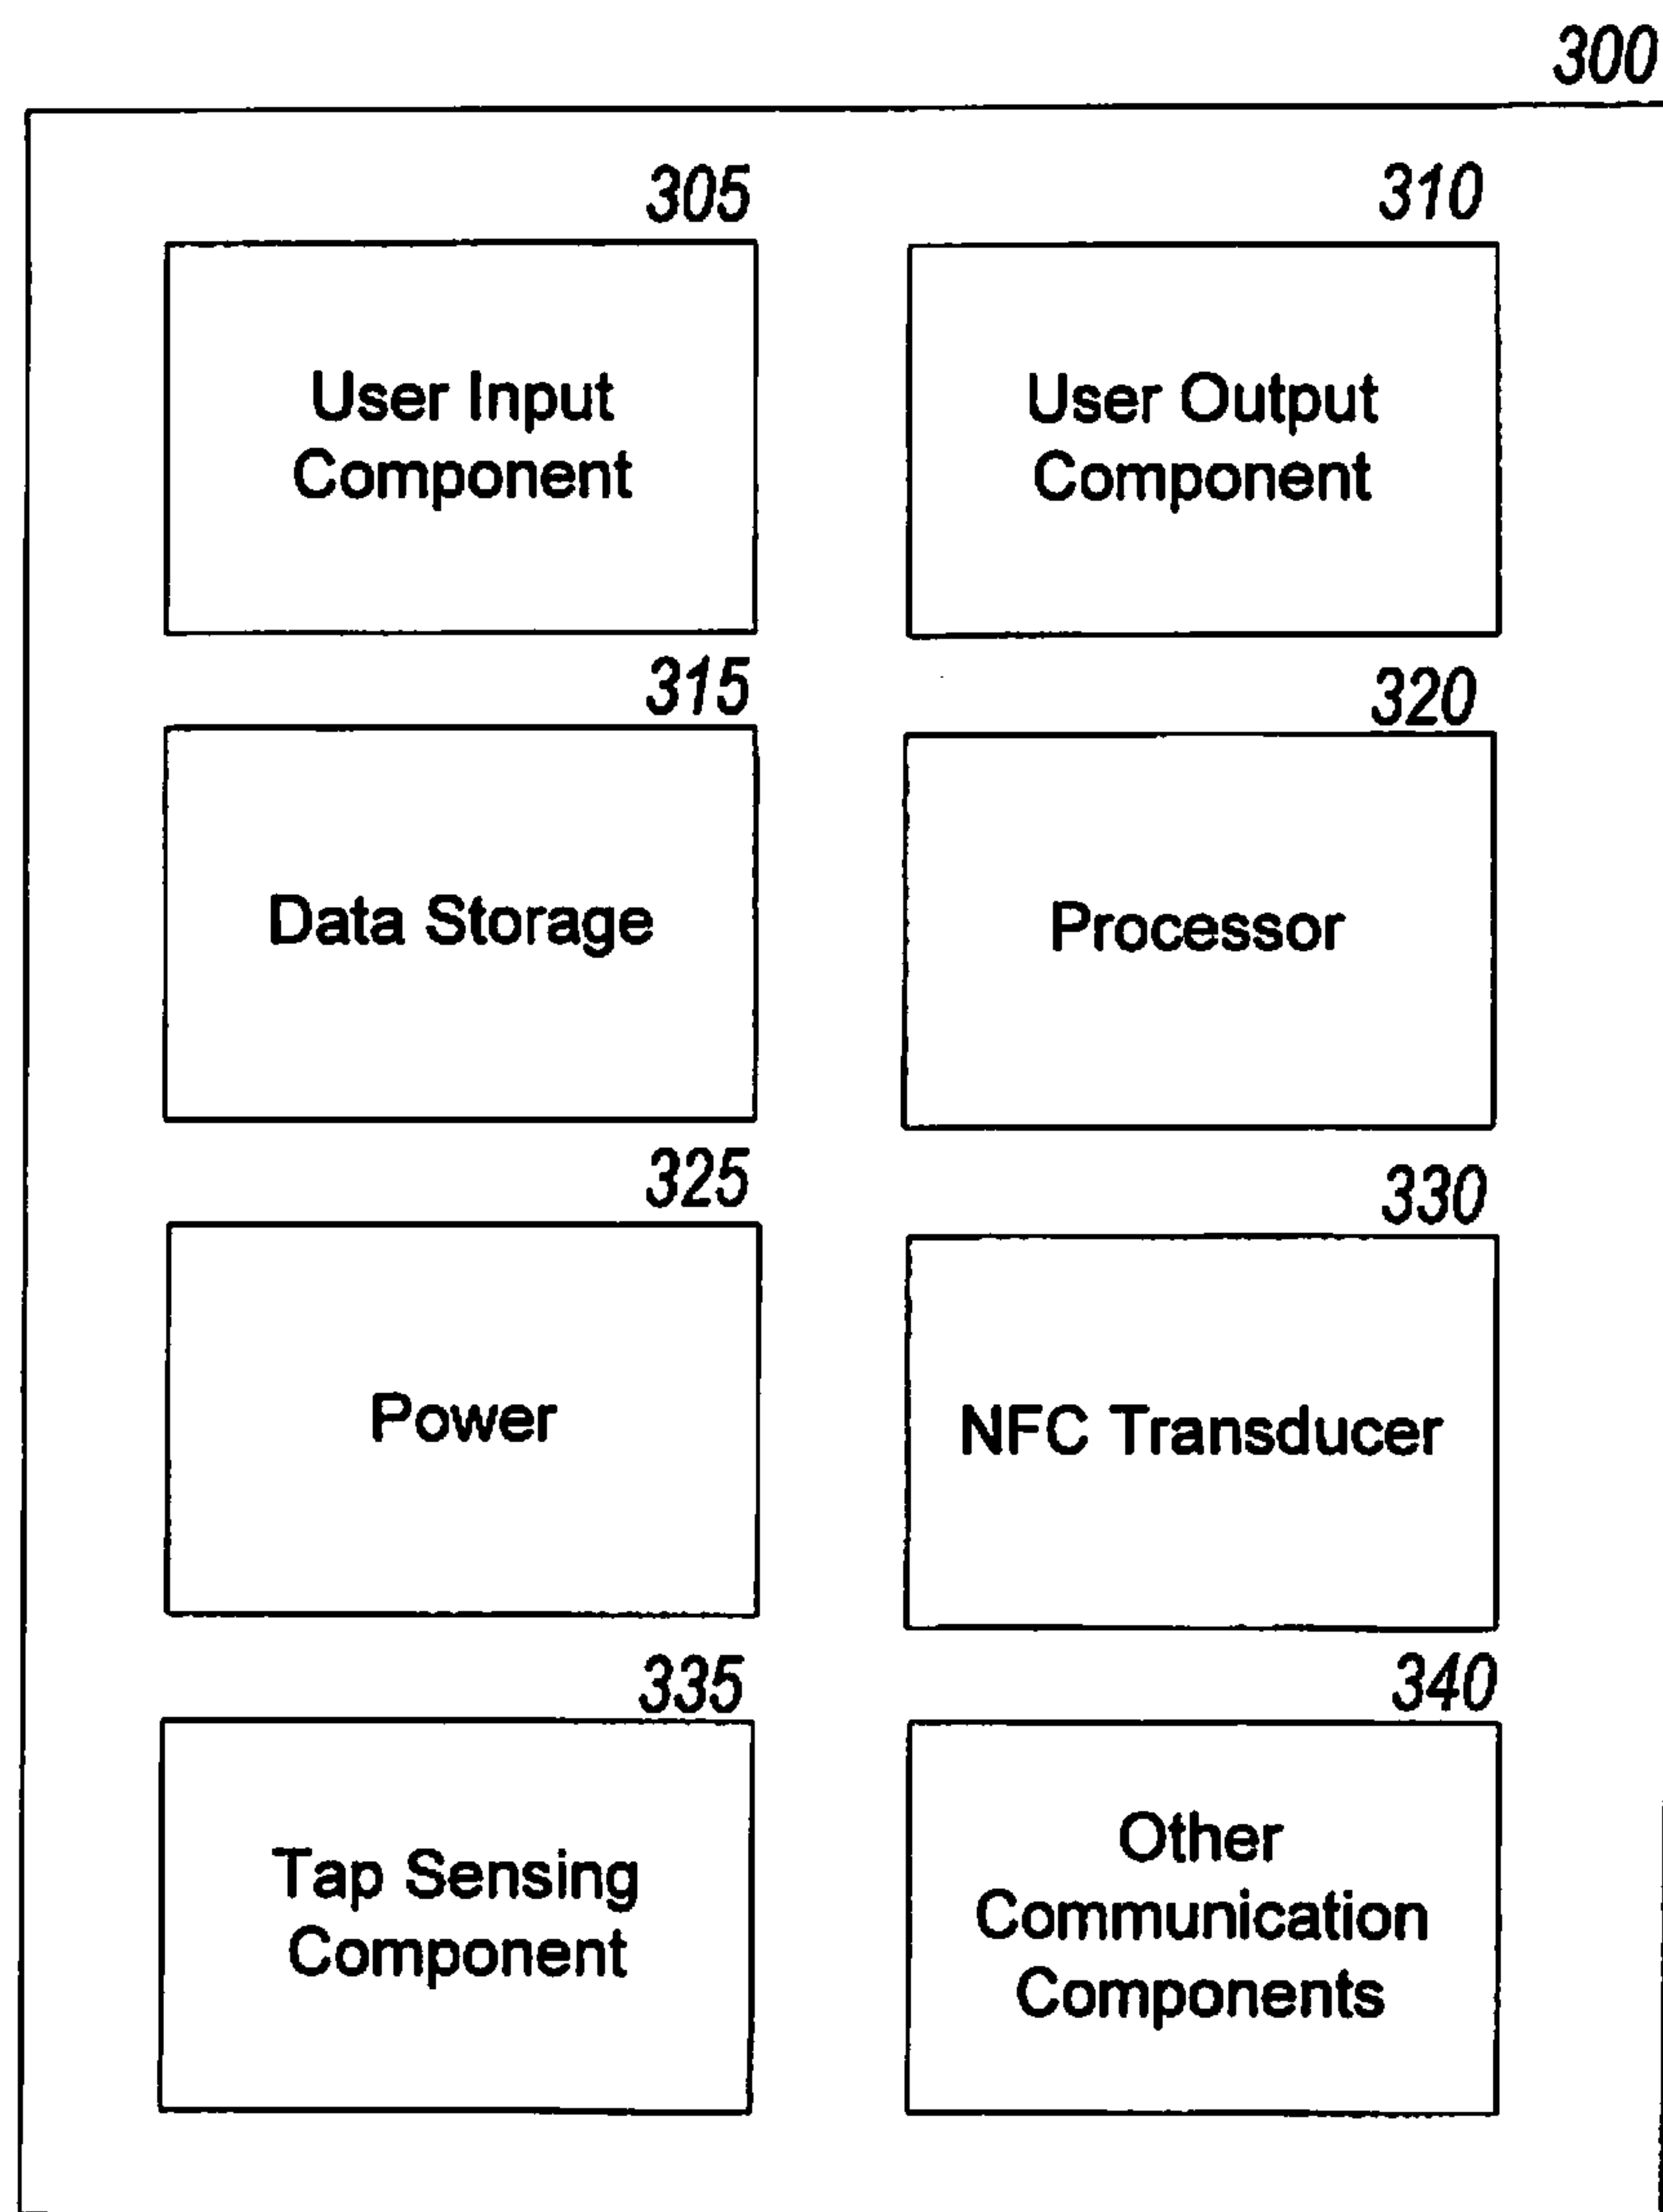 300
305
310
User Input
Component
User Output
Component
315
320
Data Storage
Processor
325
330
Power
NFC Transducer
335
340
Tap Sensing
Component
Other
Communication
Components